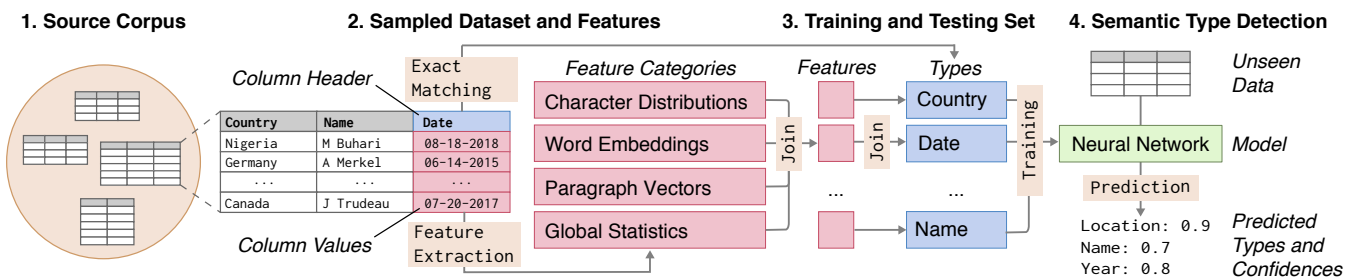 1. Source Corpus
2. Sampled Dataset and Features
3. Training and Testing Set
4. Semantic Type Detection
Column Header
Exact
Matching
Country Name Date
Nigeria M Buhari 08-18-2018
Germany A Merkel 06-14-2015
... ... ...
Canada J Trudeau 07-20-2017
Column Values
Feature
Extraction
Feature Categories
Character Distributions
Word Embeddings
Paragraph Vectors
Global Statistics
Join
Features
Join
Types
Country
Date
... ...
Name
Training
Unseen
Data
Neural Network
Model
Prediction
Location: 0.9
Name: 0.7
Year: 0.8
Predicted
Types and
Confidences